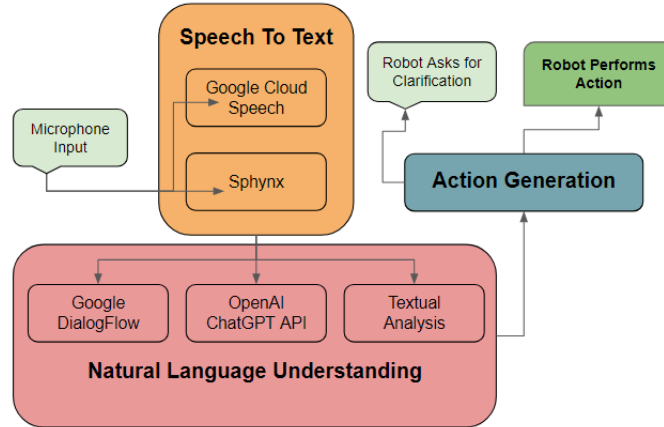 Speech To Text
Google Cloud
Speech
Sphynx
Microphone
Input
Robot Asks for
Clarification
Robot Performs
Action
Action Generation
Google
DialogFlow
OpenAI
ChatGPT API
Textual
Analysis
Natural Language Understanding